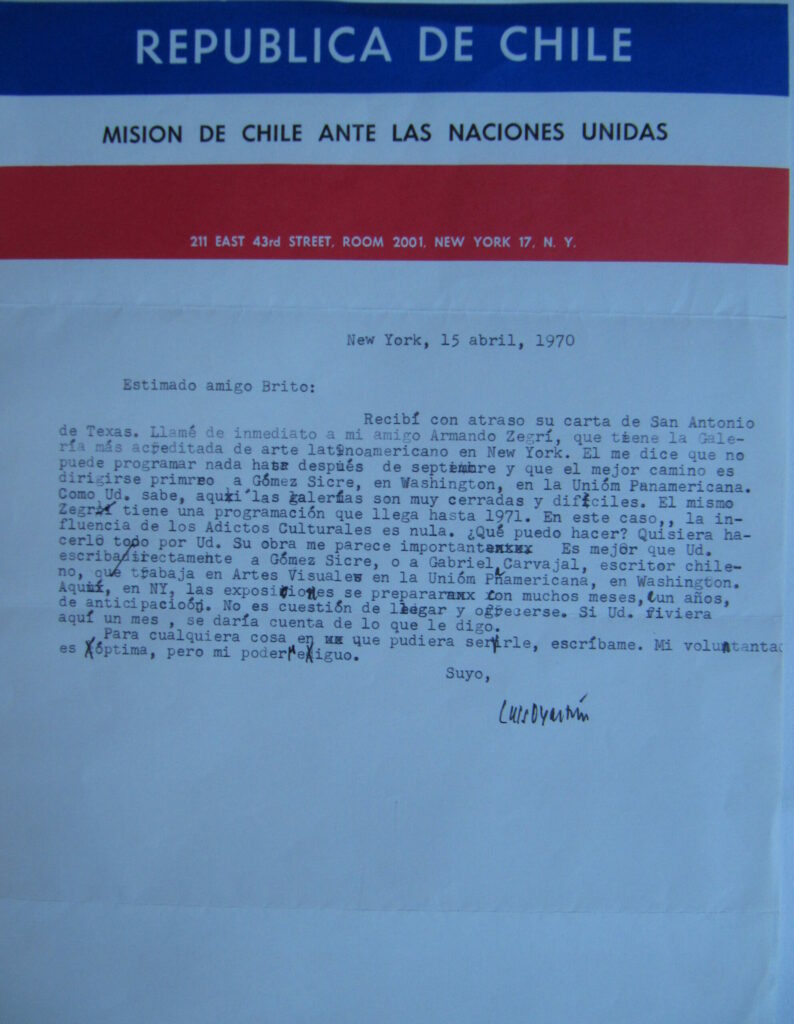 REPUBLICA DE CHILE
MISION DE CHILE ANTE LAS NACIONES UNIDAS
211 EAST 43rd STREET, ROOM 2001, NEW YORK 17, N. Y.
New York, 15 abril, 1970
Estimado amigo Brito:
Recibí con atraso su carta de San Antonio
de Texas. Llamé de inmediato a mi amigo Armando Zegrí, que tiene la Gale-
ría más acreditada de arte latinoamericano en New York. El me dice que no
puede programar nada hasta después de septiembre y que el mejor camino es
dirigirse primreo a Gómez Sicre, en Washington, en la Unióm Panamericana.
Como Ud. sabe, aquí las galerías son muy cerradas y difíciles. El mismo
Zegrí tiene una programación que llega hasta 1971. En este caso,, la in-
fluencia de los Adictos Culturales es nula. ¿Qué puedo hacer? Quisiera ha-
cerlo todo por Ud. Su obra me parece importante Es mejor que Ud.
escriba directamente a Gómez Sicre, o a Gabriel Carvajal, escritor chile-
no, que trabaja en Artes Visuales en la Unióm Panamericana, en Washington.
Aquí, en NY, las exposiciones se preparan con muchos meses, un años,
de anticipación. No es cuestión de llegar y ofrecerse. Si Ud. fiviera
aquí un mes , se daría cuenta de lo que le digo.
Para cualquiera cosa en que pudiera servirle, escríbame. Mi voluntantad
es óptima, pero mi poder exiguo.
Suyo,